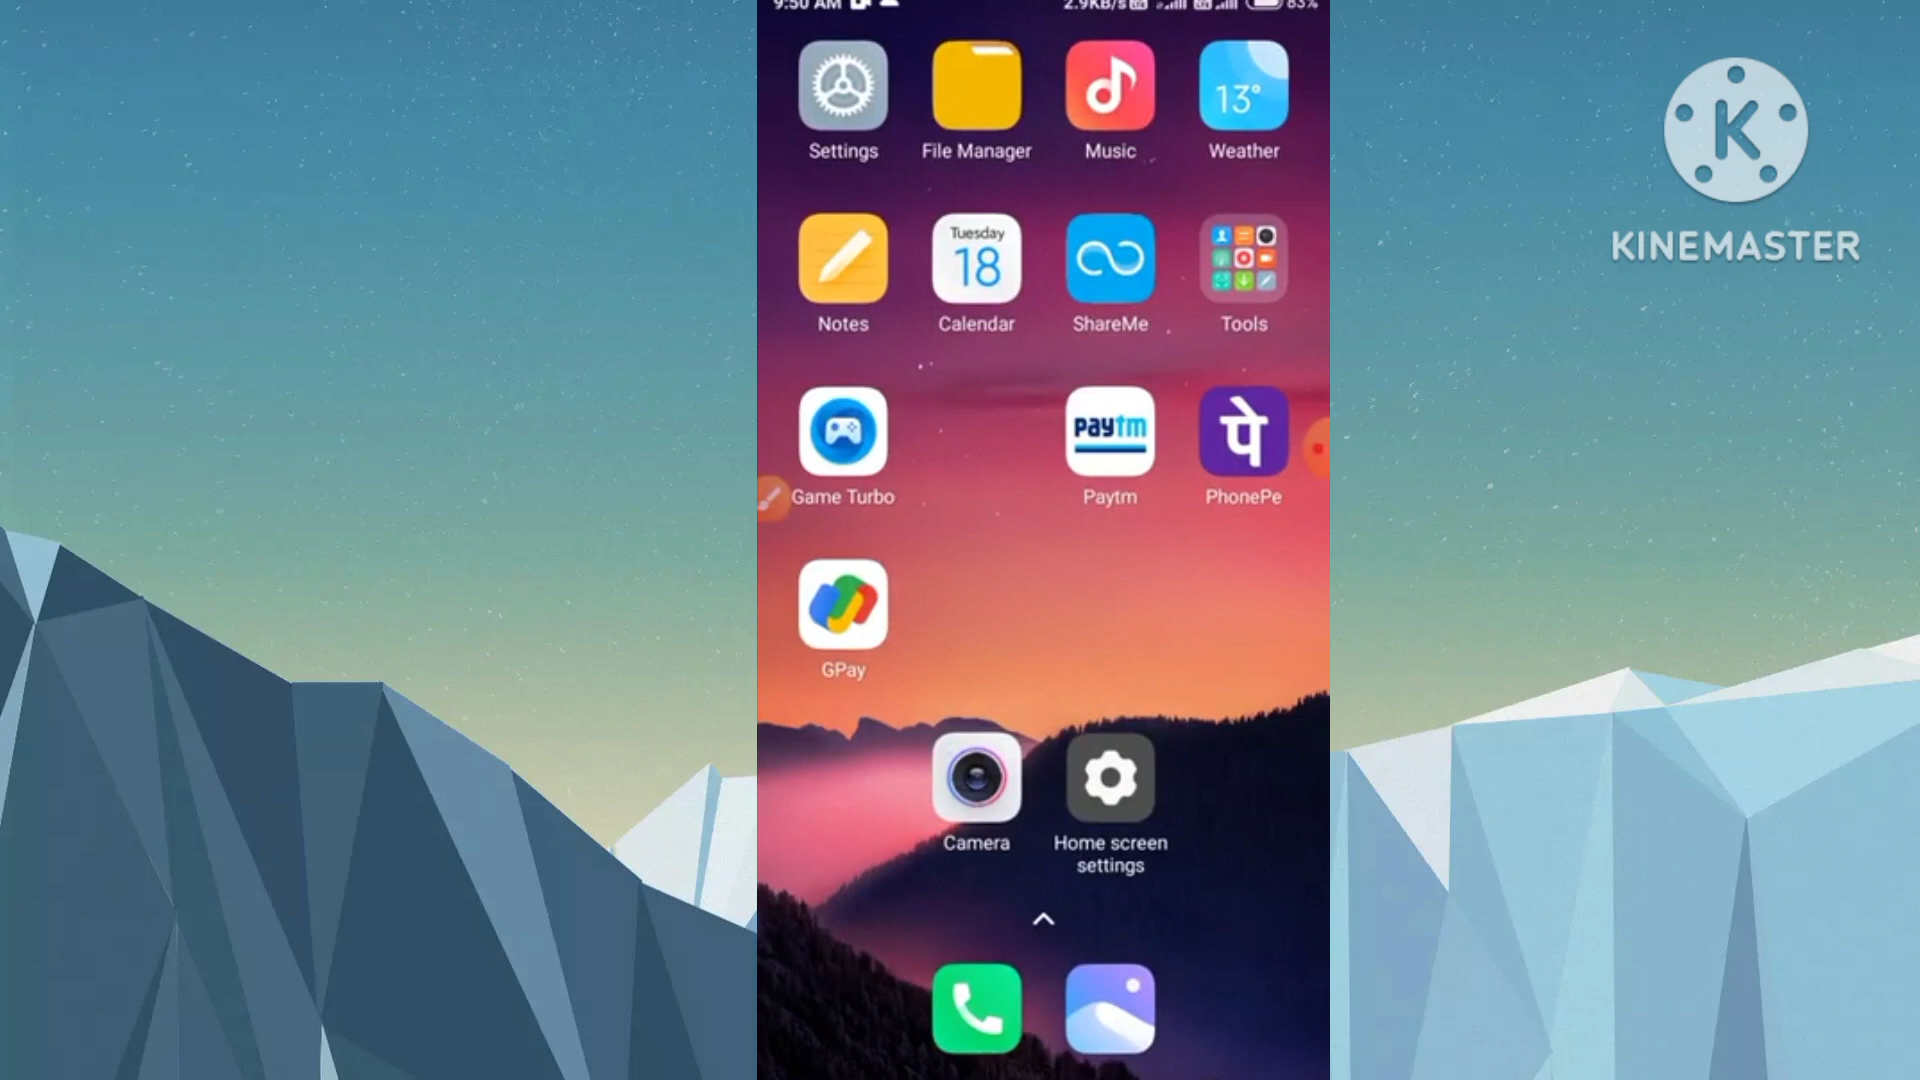 9:50 AM 2.9KB/s 83%
Settings File Manager Music Weather
13°
K
KINEMASTER
Tuesday
18
Notes Calendar ShareMe Tools
paytm
पे
Game Turbo Paytm PhonePe
GPay
Camera Home screen
settings